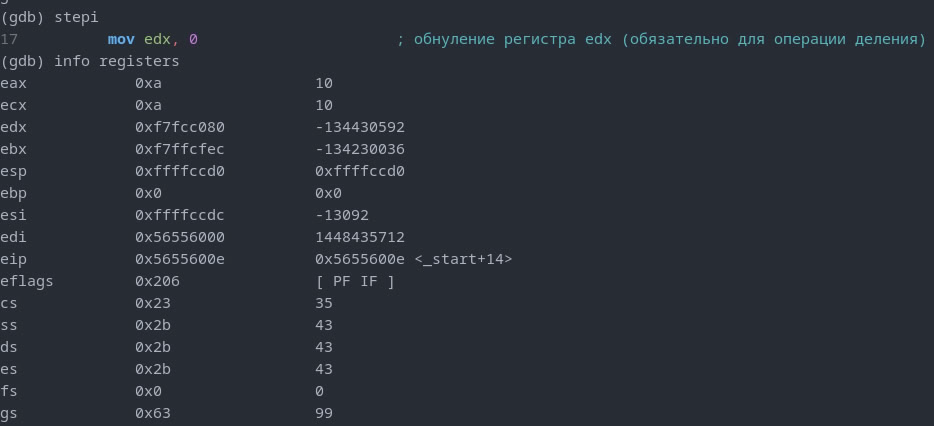 (gdb) stepi
17 mov edx, 0 ; обнуление регистра edx (обязательно для операции деления)
(gdb) info registers
eax 0xa 10
ecx 0xa 10
edx 0xf7fcc080 -134430592
ebx 0xf7ffcfec -134230036
esp 0xffffccd0 0xffffccd0
ebp 0x0 0x0
esi 0xffffccdc -13092
edi 0x56556000 1448435712
eip 0x5655600e 0x5655600e <_start+14>
eflags 0x206 [ PF IF ]
cs 0x23 35
ss 0x2b 43
ds 0x2b 43
es 0x2b 43
fs 0x0 0
gs 0x63 99